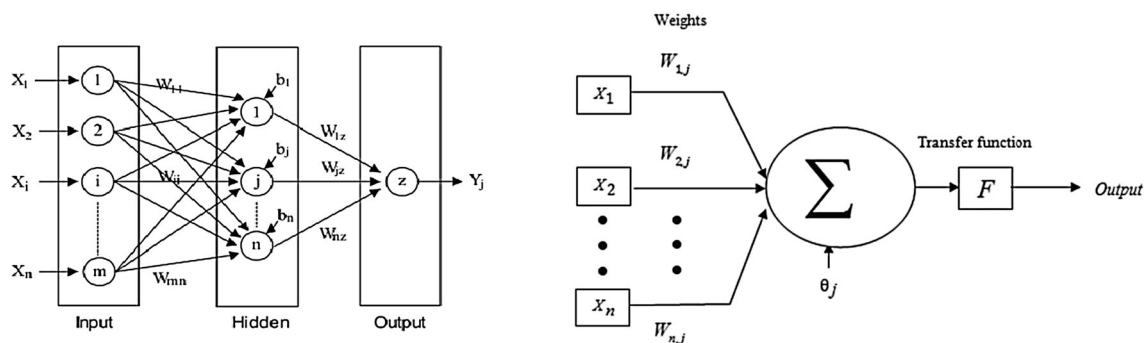 X₁ 1 W₁₁ b₁
1
X₂ 2 W₁z
bⱼ
Xᵢ i Wᵢⱼ j Wⱼz z Yⱼ
bₙ
n Wₙz
Xₙ m Wₘₙ
Input Hidden Output
Weights
W₁,ⱼ
X₁
Transfer function
W₂,ⱼ
X₂ Σ F Output
θⱼ
Xₙ
Wₙ,ⱼ